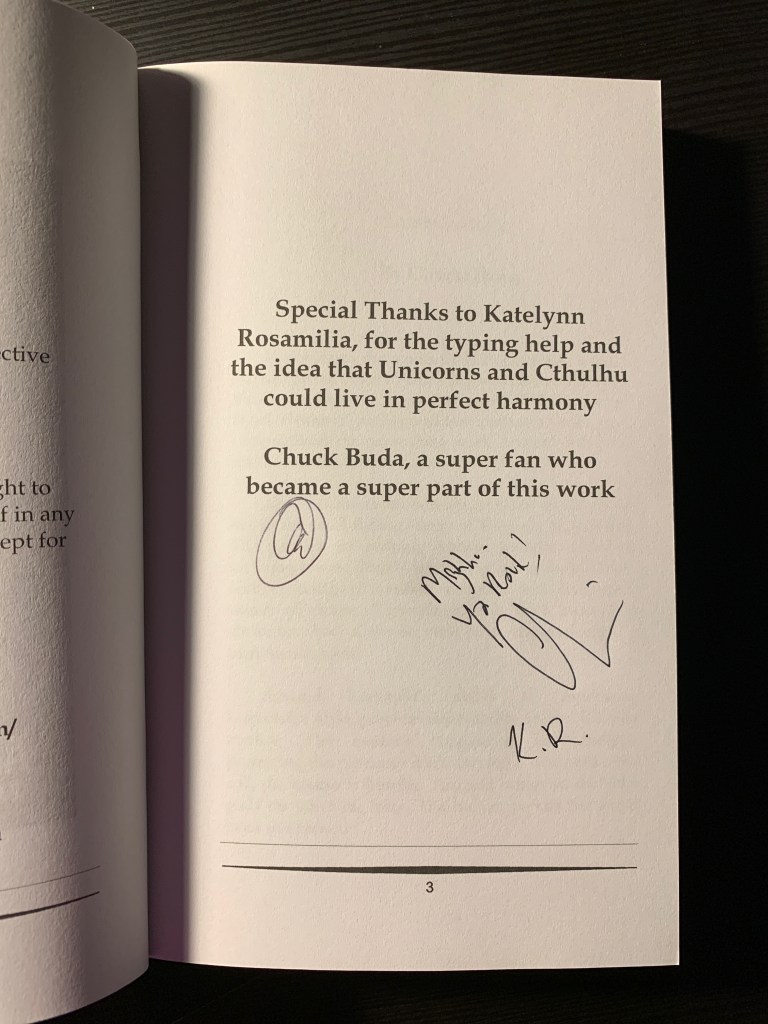 ctive
ght to
f in any
ept for
n/
Special Thanks to Katelynn
Rosamilia, for the typing help and
the idea that Unicorns and Cthulhu
could live in perfect harmony
Chuck Buda, a super fan who
became a super part of this work
Ya Rock!
K.R.
3